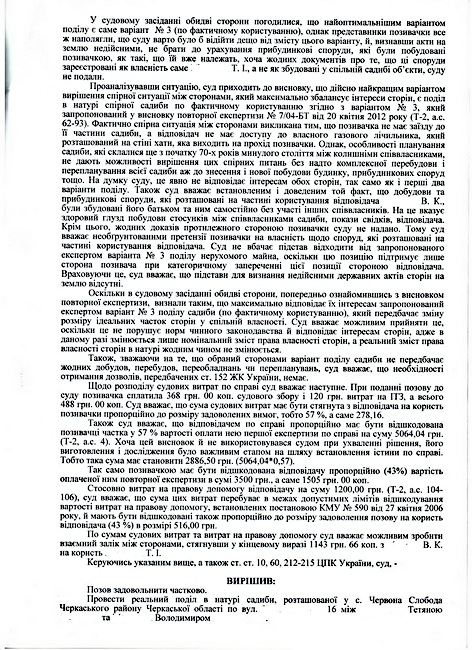 У судовому засіданні обидві сторони погодилися, що найоптимальнішим варіантом
поділу є саме варіант № 3 (по фактичному користуванню), однак представники позивачки все
ж наполягли, що суду варто було б відійти дещо від змісту цього варіанту, й, визнавши акти на
землю недійсними, не брати до урахування прибудинкові споруди, які були побудовані
позивачкою, як такі, що їй вже належать, хоча жодних документів про те, що ці споруди
зареєстровані як власність саме Т. І., а не як збудовані у спільній садибі об'єкти, суду
не подали.
Проаналізувавши ситуацію, суд приходить до висновку, що дійсно найкращим варіантом
вирішення спірної ситуації між сторонами, який максимально збалансує інтереси сторін, є поділ
в натурі спірної садиби по фактичному користуванню згідно з варіантом № 3, який
запропонований у висновку повторної експертизи № 7/04-БТ від 20 квітня 2012 року (Т-2, а.с.
62-93). Фактично спірна ситуація між сторонами викликана тим, що позивачка не має заїзду до
її частини садиби, а відповідач не має доступу до власного газового лічильника, який
розташований на стіні хати, яка виходить на прохід позивачки. Однак, особливості планування
садиби, які склалися ще з початку 70-х років минулого століття між колишніми співвласниками,
не дають можливості вирішення цих спірних питань без надто комплексної перебудови і
перепланування всієї садиби аж до знесення і нової побудови будинку, прибудинкових споруд
тощо. На думку суду, це явно не відповідає інтересам обох сторін, так само як і перші два
варіанти поділу. Також суд вважає встановленим і доведеним той факт, що добудови та
прибудинкові споруди, які розташовані на частині користування відповідача В. К.,
були збудовані його батьком та ним самостійно без участі інших співвласників. На це вказує
здоровий глузд побудови стосунків між співвласниками садиби, покази свідків, відповідача.
Крім цього, жодних доказів протилежного стороною позивачки суду не надано. Тому суд
вважає необґрунтованими претензії позивачки на власність щодо споруд, які розташовані на
частині користування відповідача. Суд не вбачає підстав відходити від запропонованого
експертом варіанта № 3 поділу нерухомого майна, оскільки цю позицію підтримує лише
сторона позивача при категоричному запереченні цієї позиції стороною відповідача.
Враховуючи це, суд вважає, що підстави для визнання недійсними державних актів сторін на
землю відсутні.
Оскільки в судовому засіданні обидві сторони, попередньо ознайомившись з висновком
повторної експертизи, визнали таким, що максимально відповідає їх інтересам запропонований
експертом варіант № 3 поділу садиби (по фактичному користуванню), який передбачає зміну
розміру ідеальних часток сторін у спільній власності. Суд вважає можливим прийняти це,
оскільки це не порушує норм чинного законодавства й відповідає інтересам сторін, адже в
даному разі змінюється лише номінальний зміст права власності сторін, а реальний зміст права
власності сторін в натурі жодним чином не змінюється.
Також, зважаючи на те, що обраний сторонами варіант поділу садиби не передбачає
жодних добудов, перебудов, переобладнань чи перепланувань, суд вважає, що необхідності
отримання дозволів, передбачених ст. 152 ЖК України, немає.
Щодо розподілу судових витрат по справі суд вважає наступне. При поданні позову до
суду позивачка сплатила 368 грн. 00 коп. судового збору і 120 грн. витрат на ІТЗ, а всього
488 грн. 00 коп. Суд вважає, що сума судових витрат має бути стягнута з відповідача на користь
позивачки пропорційно до розміру задоволених вимог, тобто 57 %, а саме 278,16.
Також суд вважає, що відповідачем по справі пропорційно має бути відшкодована
позивачці частка у 57 % вартості оплати нею першої експертизи по справі на суму 5064,04 грн.
(Т-2, а.с. 4). Хоча цей висновок й не використовувався судом при ухваленні рішення, його
виготовлення і дослідження було важливим етапом на шляху встановлення істини по справі.
Тобто така сума має становити 2886,50 грн. (5064,04*0,57).
Так само позивачкою має бути відшкодована відповідачу пропорційно (43%) вартість
оплаченої ним повторної експертизи в сумі 3500 грн., а саме 1505 грн. 00 коп.
Стосовно витрат на правову допомогу відповідачу на суму 1200,00 грн. (Т-2, а.с. 104-
106), суд вважає, що сума цих витрат перебуває в межах допустимих лімітів відшкодування
вартості витрат на правову допомогу, встановлених постановою КМУ № 590 від 27 квітня 2006
року, й мають бути відшкодовані також пропорційно до розміру задоволення позову на користь
відповідача (43 %) в розмірі 516,00 грн.
По сумам судових витрат та витрат на правову допомогу суд вважає можливим зробити
взаємний залік між сторонами, стягнувши у кінцевому виразі 1143 грн. 66 коп. з В. К.
на користь Т. І.
Керуючись указаним вище, а також ст. ст. 10, 60, 212-215 ЦПК України, суд, -
ВИРІШИВ:
Позов задовольнити частково.
Провести реальний поділ в натурі садиби, розташованої у с. Червона Слобода
Черкаського району Черкаської області по вул. 16 між Тетяною
та Володимиром